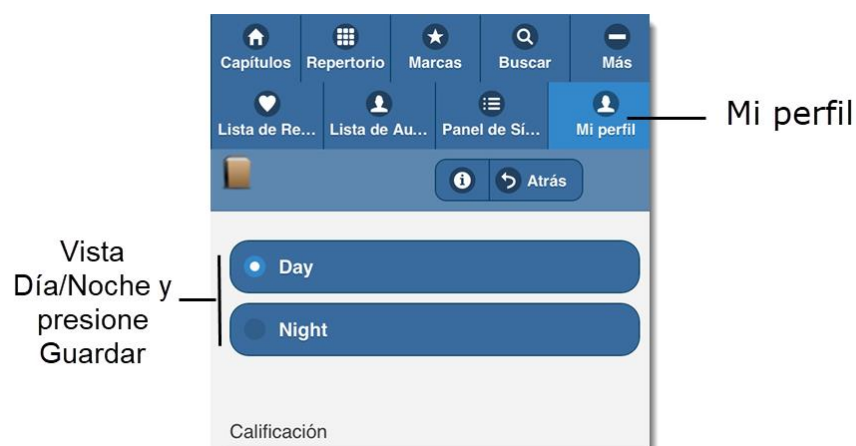 Capítulos Repertorio Marcas Buscar Más
Lista de Re... Lista de Au... Panel de Sí... Mi perfil
Mi perfil
Atrás
Vista
Día/Noche y
presione
Guardar
Day
Night
Calificación